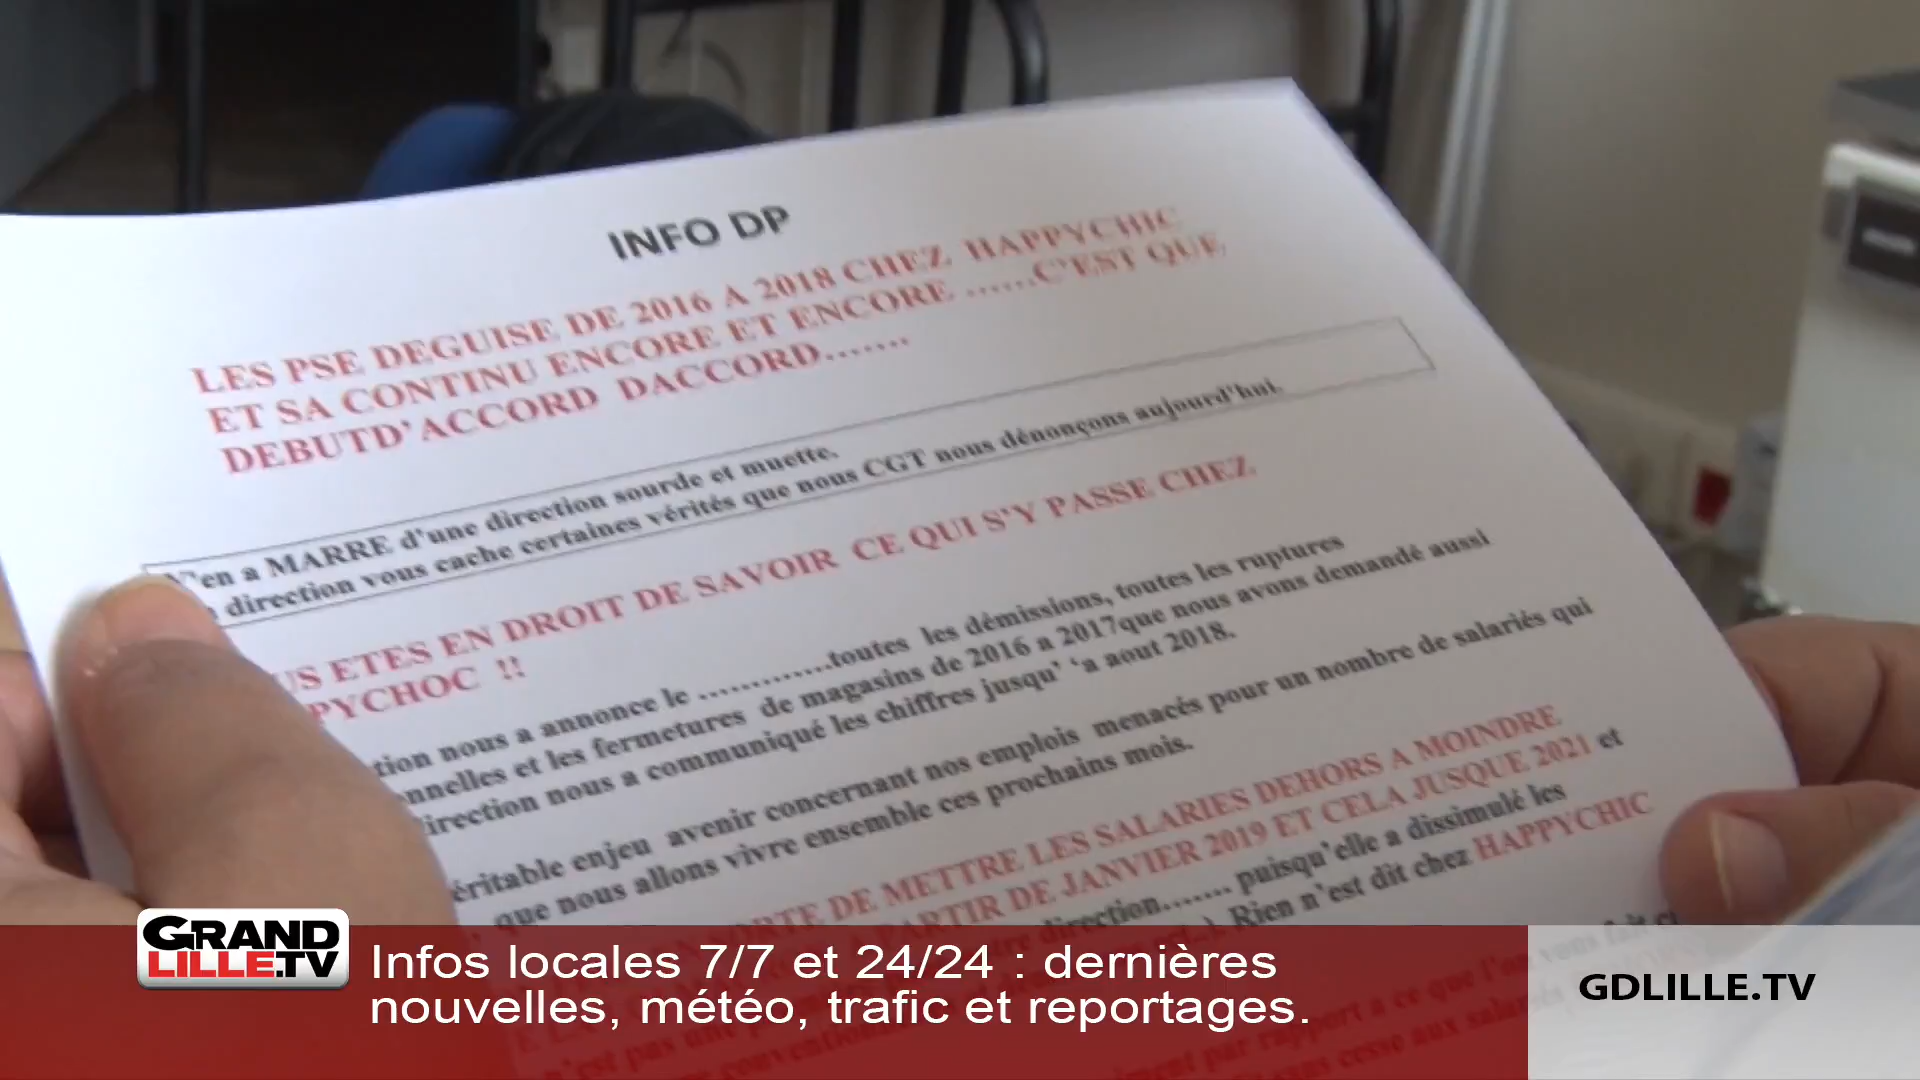 INFO DP
LES PSE DEGUISE DE 2016 A 2018 CHEZ HAPPYCHIC
ET SA CONTINU ENCORE ET ENCORE ......C'EST QUE
DEBUTD'ACCORD DACCORD.......
'en a MARRE d'une direction sourde et muette.
direction vous cache certaines vérités que nous CGT nous dénonçons aujourd'hui.
US ETES EN DROIT DE SAVOIR CE QUI S'Y PASSE CHEZ
PYCHOC !!
tion nous a annonce le .............toutes les démissions, toutes les ruptures
nnelles et les fermetures de magasins de 2016 a 2017que nous avons demandé aussi
irection nous a communiqué les chiffres jusqu' 'a aout 2018.
éritable enjeu avenir concernant nos emplois menacés pour un nombre de salariés qui
que nous allons vivre ensemble ces prochains mois.
ORTE DE METTRE LES SALARIES DEHORS A MOINDRE
PARTIR DE JANVIER 2019 ET CELA JUSQUE 2021 et
direction...... puisqu'elle a dissimulé les
Rien n'est dit chez HAPPYCHIC
GRAND
LILLE.TV
Infos locales 7/7 et 24/24 : dernières
nouvelles, météo, trafic et reportages.
GDLILLE.TV